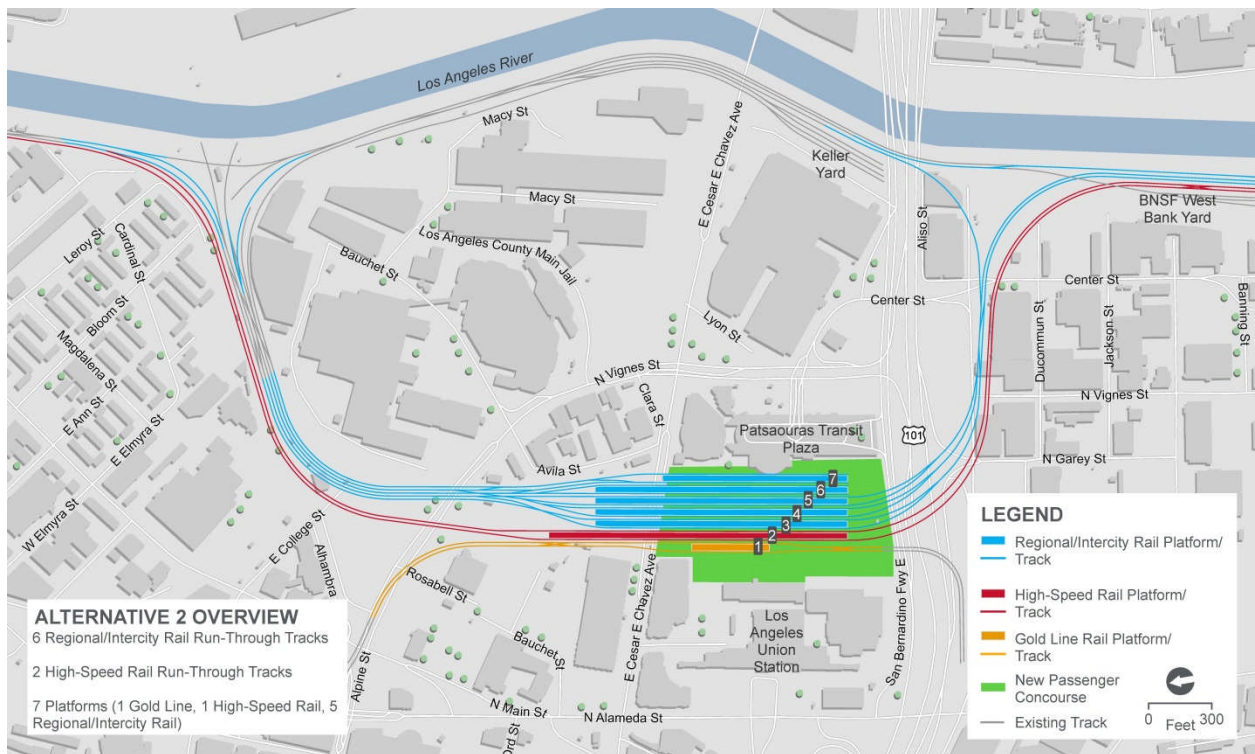 Los Angeles River
Macy St
E Cesar E Chavez Ave
Keller
Yard
Aliso St
BNSF West
Bank Yard
Macy St
Los Angeles County Main Jail
Bauchet St
Leroy St
Cardinal St
Bloom St
Magdalena St
E Ann St
E Elmyra St
W Elmyra St
Lyon St
Center St
Center St
Banning St
Ducommun St
Jackson St
N Vignes St
N Vignes St
Clara St
Patsaouras Transit
Plaza
101
N Garey St
Avila St
E College St
Alhambra
7
6
5
4
3
2
1
Rosabell St
Bauchet St
E Cesar E Chavez Ave
Los
Angeles
Union
Station
San Bernardino Fwy E
Alpine St
N Main St
Ord St
N Alameda St
ALTERNATIVE 2 OVERVIEW
6 Regional/Intercity Rail Run-Through Tracks
2 High-Speed Rail Run-Through Tracks
7 Platforms (1 Gold Line, 1 High-Speed Rail, 5
Regional/Intercity Rail)
LEGEND
Regional/Intercity Rail Platform/
Track
High-Speed Rail Platform/
Track
Gold Line Rail Platform/
Track
New Passenger
Concourse
Existing Track
0 300
Feet